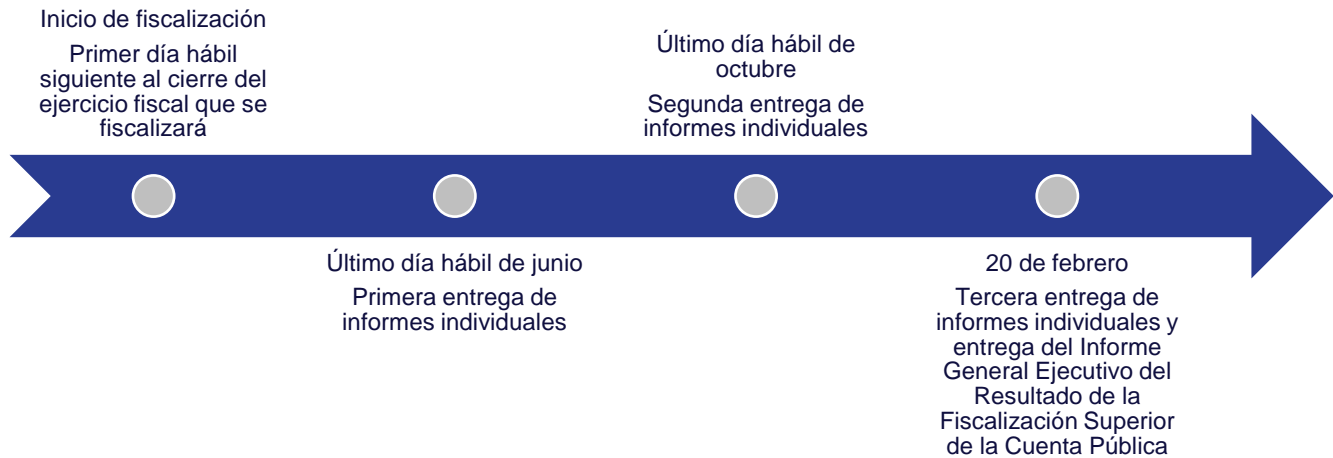 Inicio de fiscalización
Primer día hábil
siguiente al cierre del
ejercicio fiscal que se
fiscalizará
Último día hábil de junio
Primera entrega de
informes individuales
Último día hábil de
octubre
Segunda entrega de
informes individuales
20 de febrero
Tercera entrega de
informes individuales y
entrega del Informe
General Ejecutivo del
Resultado de la
Fiscalización Superior
de la Cuenta Pública